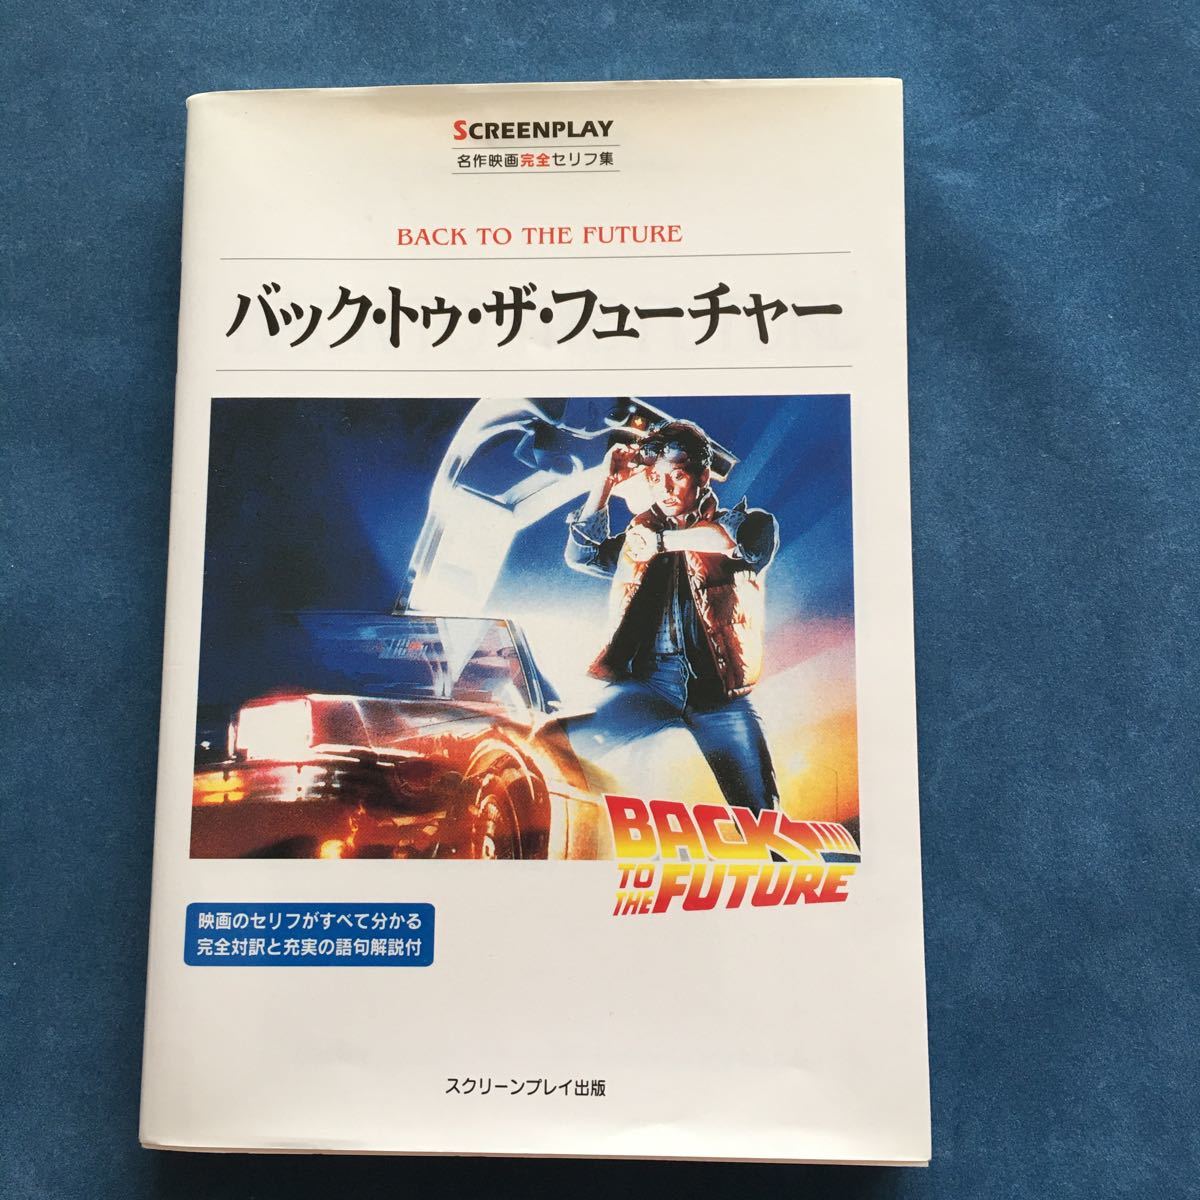 SCREENPLAY
名作映画完全セリフ集
BACK TO THE FUTURE
バック・トゥ・ザ・フューチャー
BACK
TO THE FUTURE
映画のセリフがすべて分かる
完全対訳と充実の語句解説付
スクリーンプレイ出版